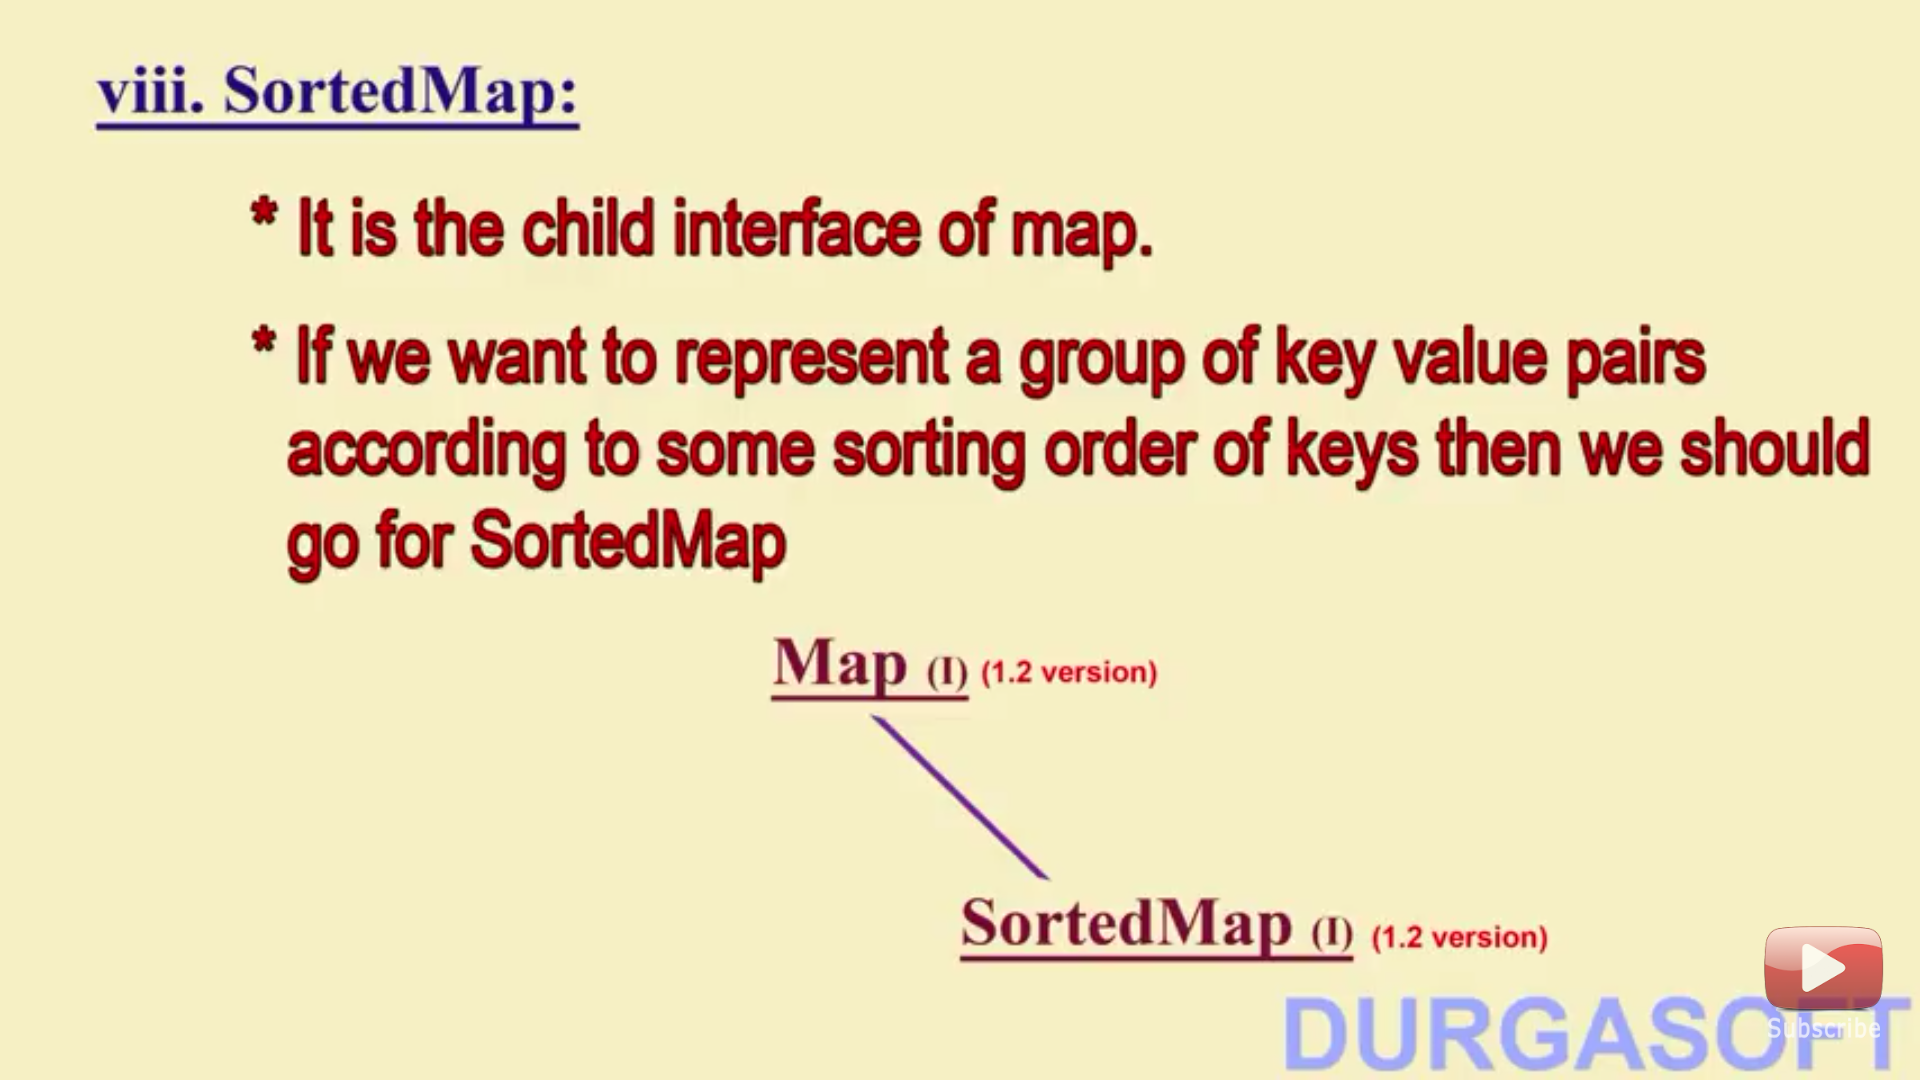 viii. SortedMap:
* It is the child interface of map.
* If we want to represent a group of key value pairs
according to some sorting order of keys then we should
go for SortedMap
Map (I) (1.2 version)
SortedMap (I) (1.2 version)
DURGASOFT
Subscribe